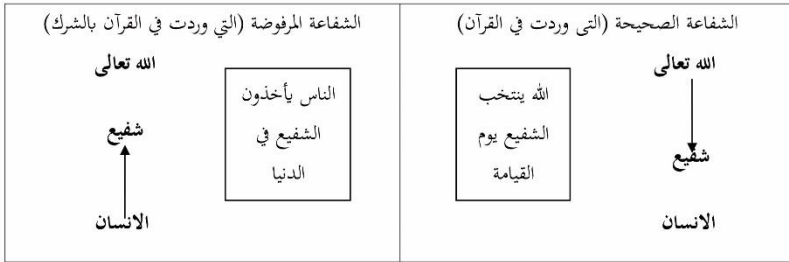 الشفاعة الصحيحة (التى وردت في القرآن)
الله تعالى
الله ينتخب
الشفيع يوم
القيامة
شفيع
الانسان
الشفاعة المرفوضة (التي وردت في القرآن بالشرك)
الله تعالى
الناس يأخذون
الشفيع في
الدنيا
شفيع
الانسان